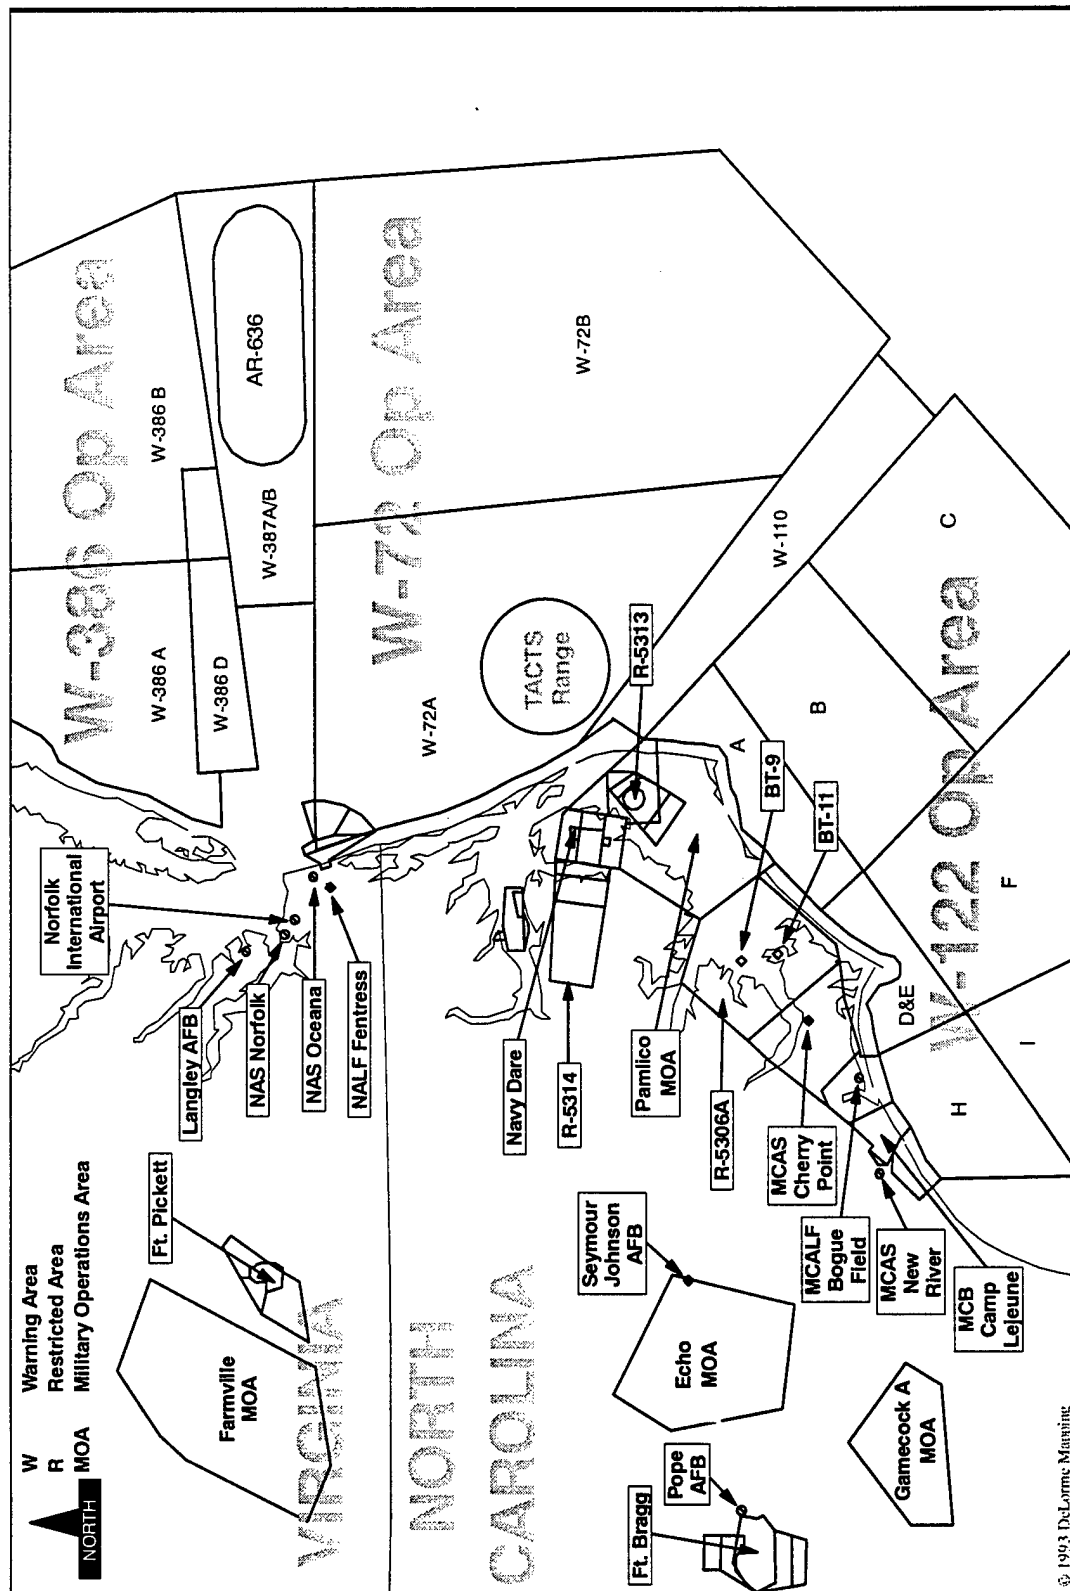 W Warning Area
R Restricted Area
MOA Military Operations Area
NORTH
Ft. Pickett
Farmville
MOA
VIRGINIA
NORTH
CAROLINA
Norfolk
International
Airport
Langley AFB
NAS Norfolk
NAS Oceana
NALF Fentress
W-386 Op Area
W-386 A
W-386 B
W-386 D
W-387A/B
AR-636
W-72 Op Area
W-72A
W-72B
TACTS
Range
R-5313
W-110
Navy Dare
R-5314
Pamlico
MOA
R-5306A
BT-9
BT-11
Seymour
Johnson
AFB
Echo
MOA
Pope
AFB
Ft. Bragg
MCAS
Cherry
Point
MCALF
Bogue
Field
MCAS
New
River
MCB
Camp
Lejeune
Gamecock A
MOA
W-122 Op Area
A
B
C
D&E
F
H
I
© 1993 DeLorme Mapping